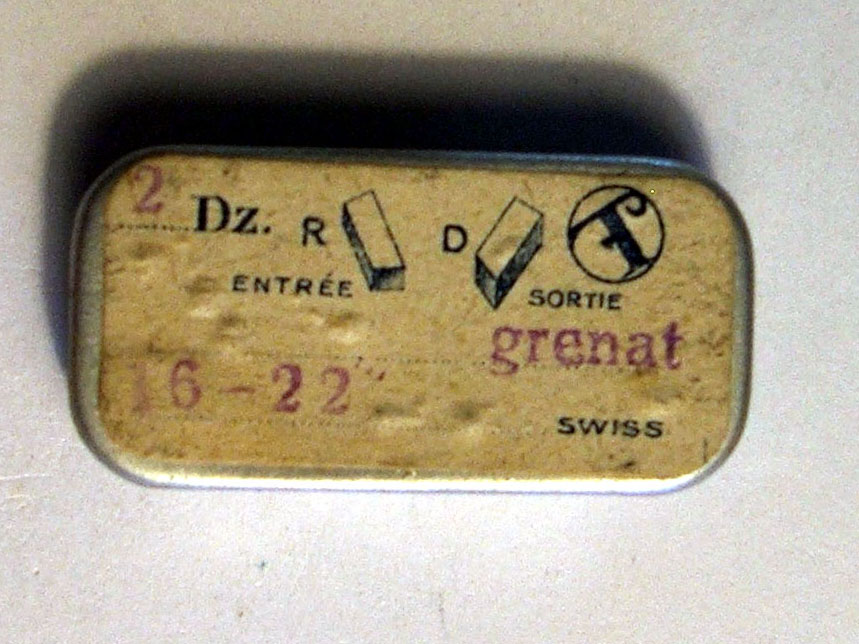 2 Dz. R D F
ENTRÉE SORTIE
grenat
16-22'''
SWISS